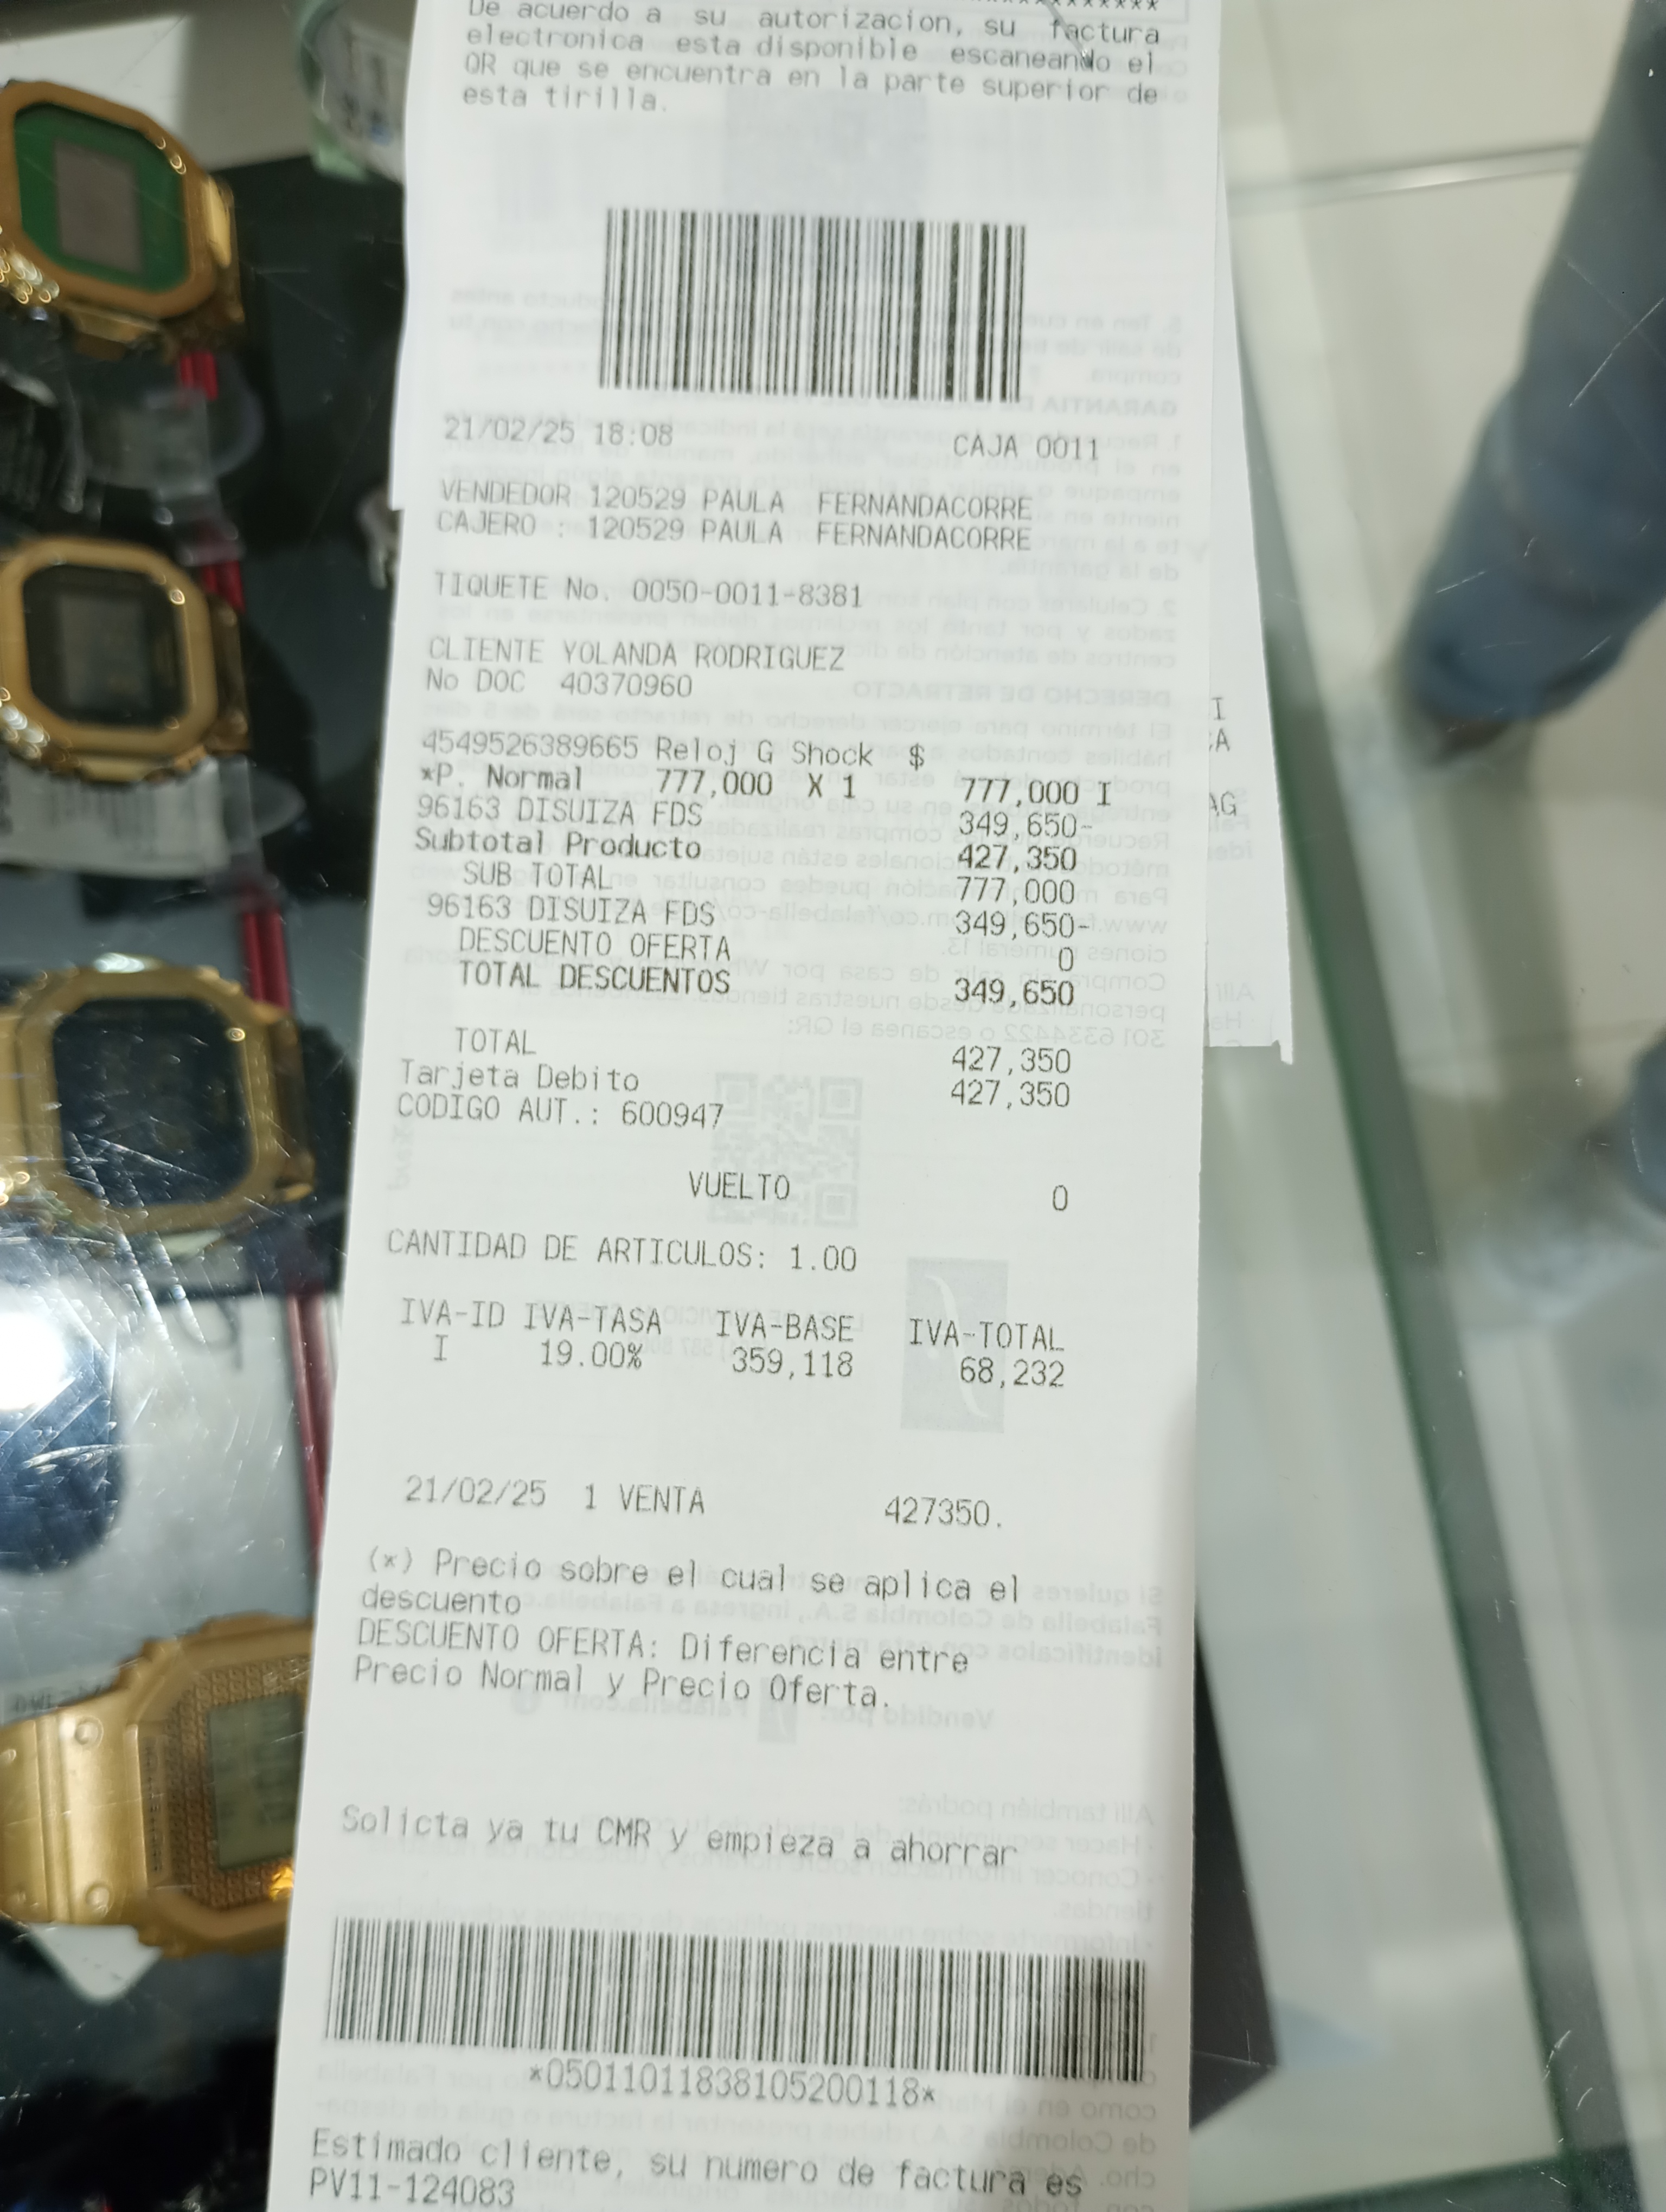 De acuerdo a su autorizacion, su factura
electronica esta disponible escaneando el
QR que se encuentra en la parte superior de
esta tirilla.
21/02/25 18:08 CAJA 0011
VENDEDOR 120529 PAULA FERNANDACORRE
CAJERO : 120529 PAULA FERNANDACORRE
TIQUETE No. 0050-0011-8381
CLIENTE YOLANDA RODRIGUEZ
No DOC 40370960
4549526389665 Reloj G Shock $
*P. Normal 777,000 X 1 777,000 I
96163 DISUIZA FDS 349,650-
Subtotal Producto 427,350
SUB TOTAL 777,000
96163 DISUIZA FDS 349,650-
DESCUENTO OFERTA 0
TOTAL DESCUENTOS 349,650
TOTAL 427,350
Tarjeta Debito 427,350
CODIGO AUT.: 600947
VUELTO 0
CANTIDAD DE ARTICULOS: 1.00
IVA-ID IVA-TASA IVA-BASE IVA-TOTAL
I 19.00% 359,118 68,232
21/02/25 1 VENTA 427350.
(*) Precio sobre el cual se aplica el
descuento
DESCUENTO OFERTA: Diferencia entre
Precio Normal y Precio Oferta.
Solicta ya tu CMR y empieza a ahorrar
*05011011838105200118*
Estimado cliente, su numero de factura es
PV11-124083